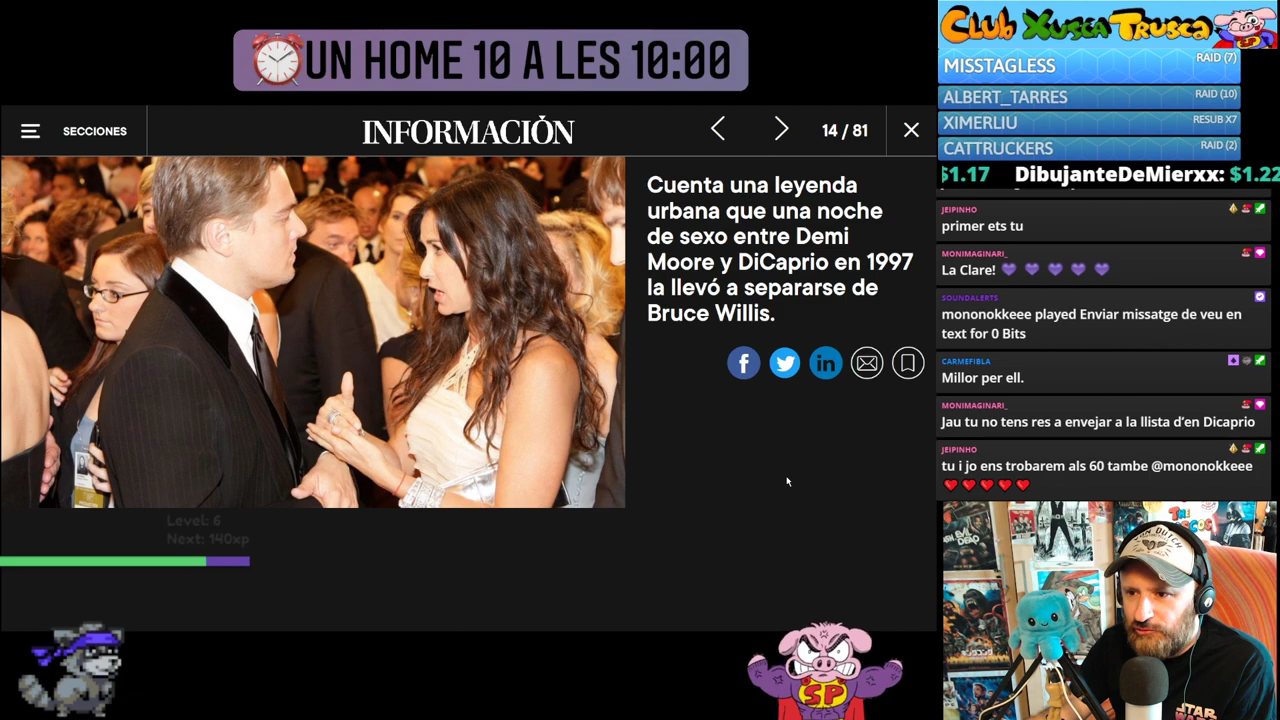 UN HOME 10 A LES 10:00
SECCIONES
INFORMACIÓN
14 / 81
Cuenta una leyenda
urbana que una noche
de sexo entre Demi
Moore y DiCaprio en 1997
la llevó a separarse de
Bruce Willis.
Level: 6
Next: 140xp
SP
Club Xusca Trusca
SP
MISSTAGLESS RAID (7)
ALBERT_TARRES RAID (10)
XIMERLIU RESUB X7
CATTRUCKERS RAID (2)
$1.17 DibujanteDeMierxx: $1.22
JEIPINHO
primer ets tu
MONIMAGINARI_
La Clare! 💜 💜 💜 💜 💜
SOUNDALERTS
mononokkeee played Enviar missatge de veu en
text for 0 Bits
CARMEFIBLA
Millor per ell.
MONIMAGINARI_
Jau tu no tens res a envejar a la llista d'en Dicaprio
JEIPINHO
tu i jo ens trobarem als 60 tambe @mononokkeee
❤️ ❤️ ❤️ ❤️ ❤️
THE
STAR